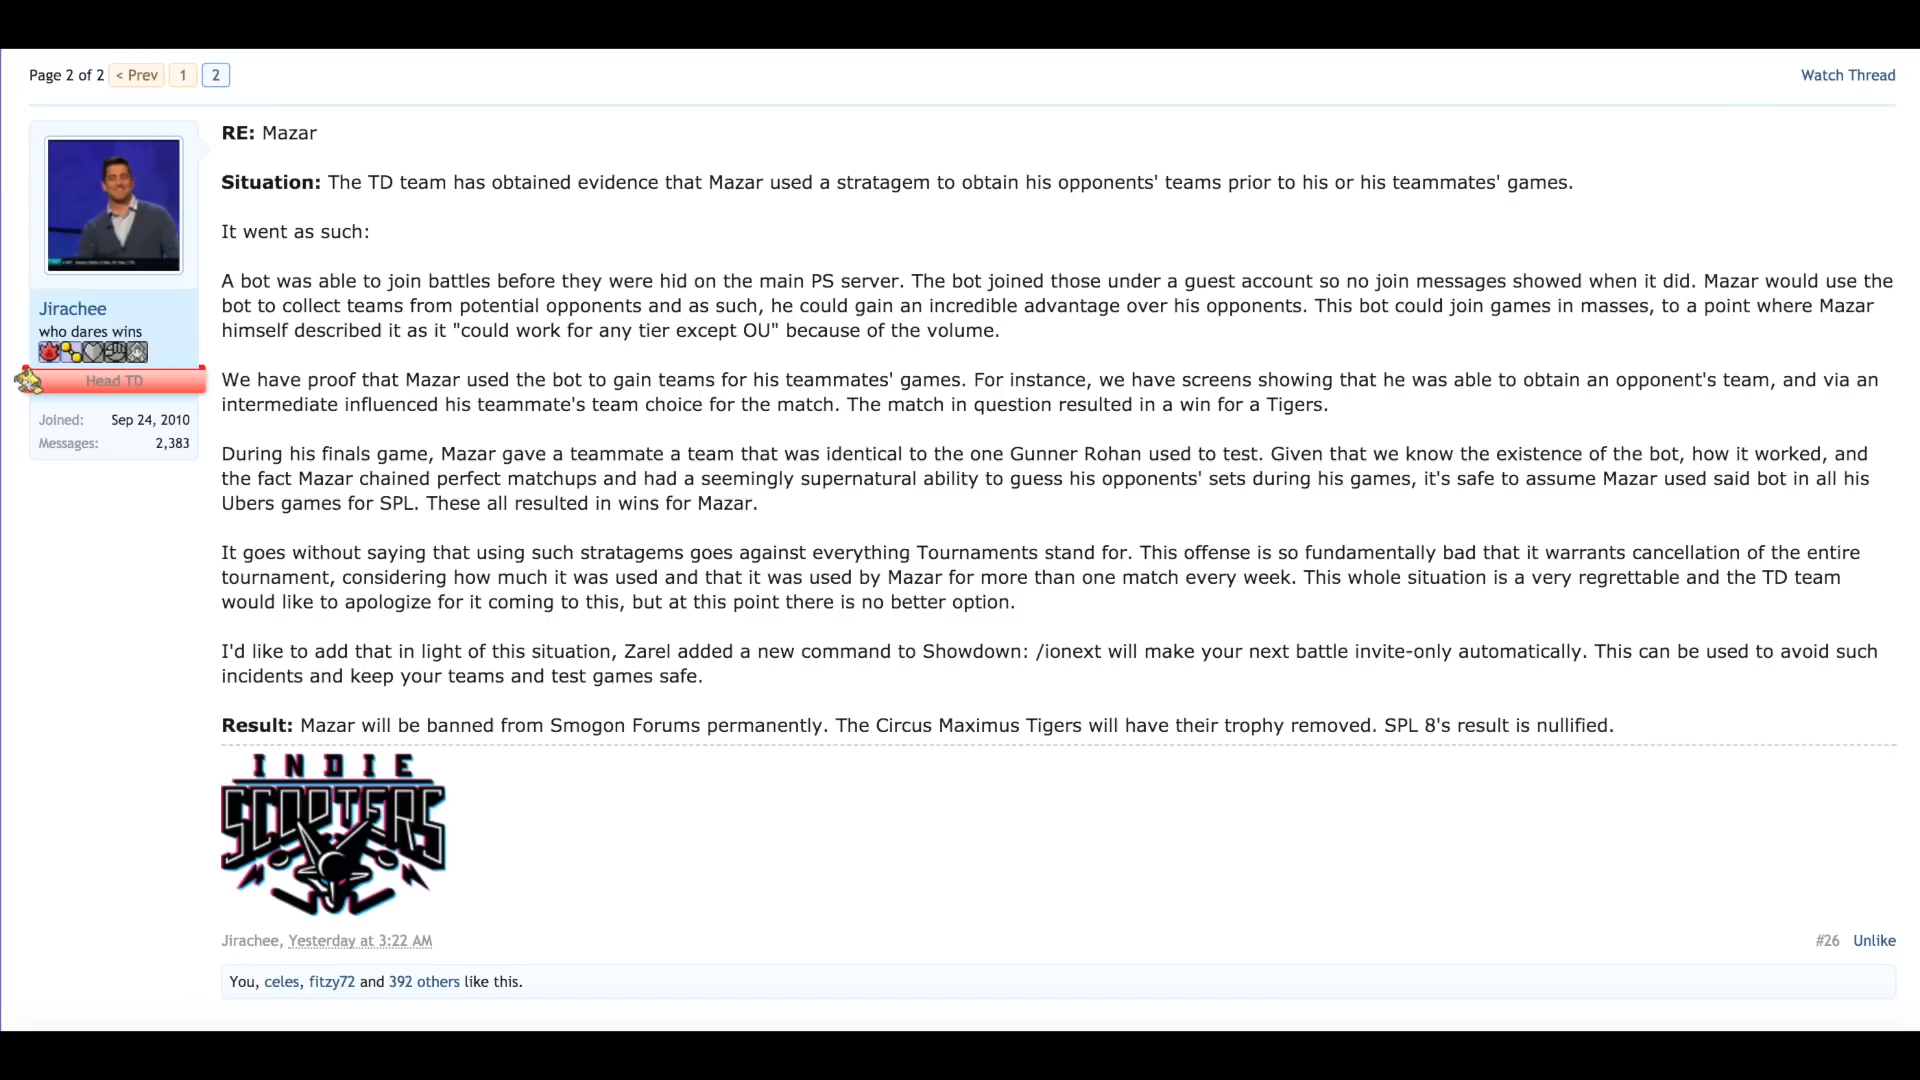 Page 2 of 2 < Prev 1 2 Watch Thread
RE: Mazar
Situation: The TD team has obtained evidence that Mazar used a stratagem to obtain his opponents' teams prior to his or his teammates' games.
It went as such:
A bot was able to join battles before they were hid on the main PS server. The bot joined those under a guest account so no join messages showed when it did. Mazar would use the
bot to collect teams from potential opponents and as such, he could gain an incredible advantage over his opponents. This bot could join games in masses, to a point where Mazar
himself described it as it "could work for any tier except OU" because of the volume.
Jirachee
who dares wins
Head TD
Joined: Sep 24, 2010
Messages: 2,383
We have proof that Mazar used the bot to gain teams for his teammates' games. For instance, we have screens showing that he was able to obtain an opponent's team, and via an
intermediate influenced his teammate's team choice for the match. The match in question resulted in a win for a Tigers.
During his finals game, Mazar gave a teammate a team that was identical to the one Gunner Rohan used to test. Given that we know the existence of the bot, how it worked, and
the fact Mazar chained perfect matchups and had a seemingly supernatural ability to guess his opponents' sets during his games, it's safe to assume Mazar used said bot in all his
Ubers games for SPL. These all resulted in wins for Mazar.
It goes without saying that using such stratagems goes against everything Tournaments stand for. This offense is so fundamentally bad that it warrants cancellation of the entire
tournament, considering how much it was used and that it was used by Mazar for more than one match every week. This whole situation is a very regrettable and the TD team
would like to apologize for it coming to this, but at this point there is no better option.
I'd like to add that in light of this situation, Zarel added a new command to Showdown: /ionext will make your next battle invite-only automatically. This can be used to avoid such
incidents and keep your teams and test games safe.
Result: Mazar will be banned from Smogon Forums permanently. The Circus Maximus Tigers will have their trophy removed. SPL 8's result is nullified.
INDIE
SCOOTERS
Jirachee, Yesterday at 3:22 AM #26 Unlike
You, celes, fitzy72 and 392 others like this.